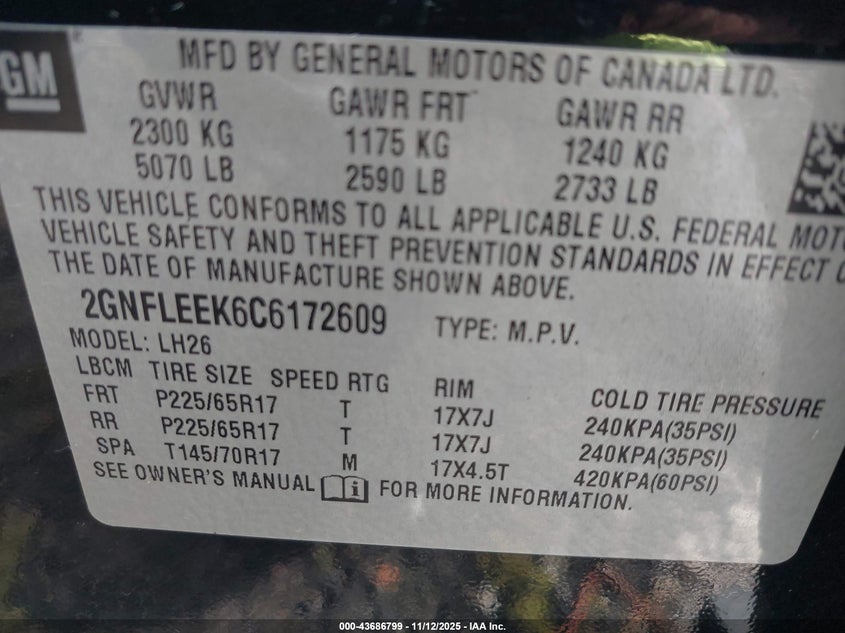 GM
MFD BY GENERAL MOTORS OF CANADA LTD.
GVWR GAWR FRT GAWR RR
2300 KG 1175 KG 1240 KG
5070 LB 2590 LB 2733 LB
THIS VEHICLE CONFORMS TO ALL APPLICABLE U.S. FEDERAL
VEHICLE SAFETY AND THEFT PREVENTION STANDARDS IN EFFECT
THE DATE OF MANUFACTURE SHOWN ABOVE.
2GNFLEEK6C6172609 TYPE: M.P.V.
MODEL: LH26
LBCM TIRE SIZE SPEED RTG RIM COLD TIRE PRESSURE
FRT P225/65R17 T 17X7J 240KPA(35PSI)
RR P225/65R17 T 17X7J 240KPA(35PSI)
SPA T145/70R17 M 17X4.5T 420KPA(60PSI)
SEE OWNER'S MANUAL FOR MORE INFORMATION.
000-43686799 - 11/12/2025 - IAA Inc.